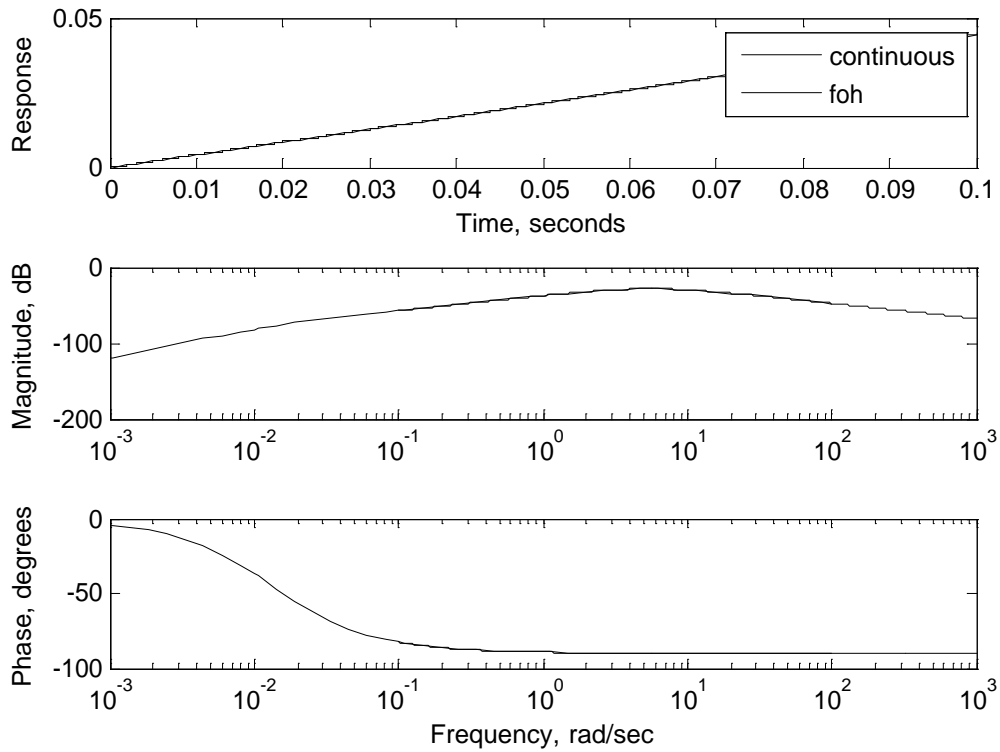 0.05
0
Response
continuous
foh
0 0.01 0.02 0.03 0.04 0.05 0.06 0.07 0.08 0.09 0.1
Time, seconds
0
-100
-200
Magnitude, dB
10^-3 10^-2 10^-1 10^0 10^1 10^2 10^3
0
-50
-100
Phase, degrees
10^-3 10^-2 10^-1 10^0 10^1 10^2 10^3
Frequency, rad/sec